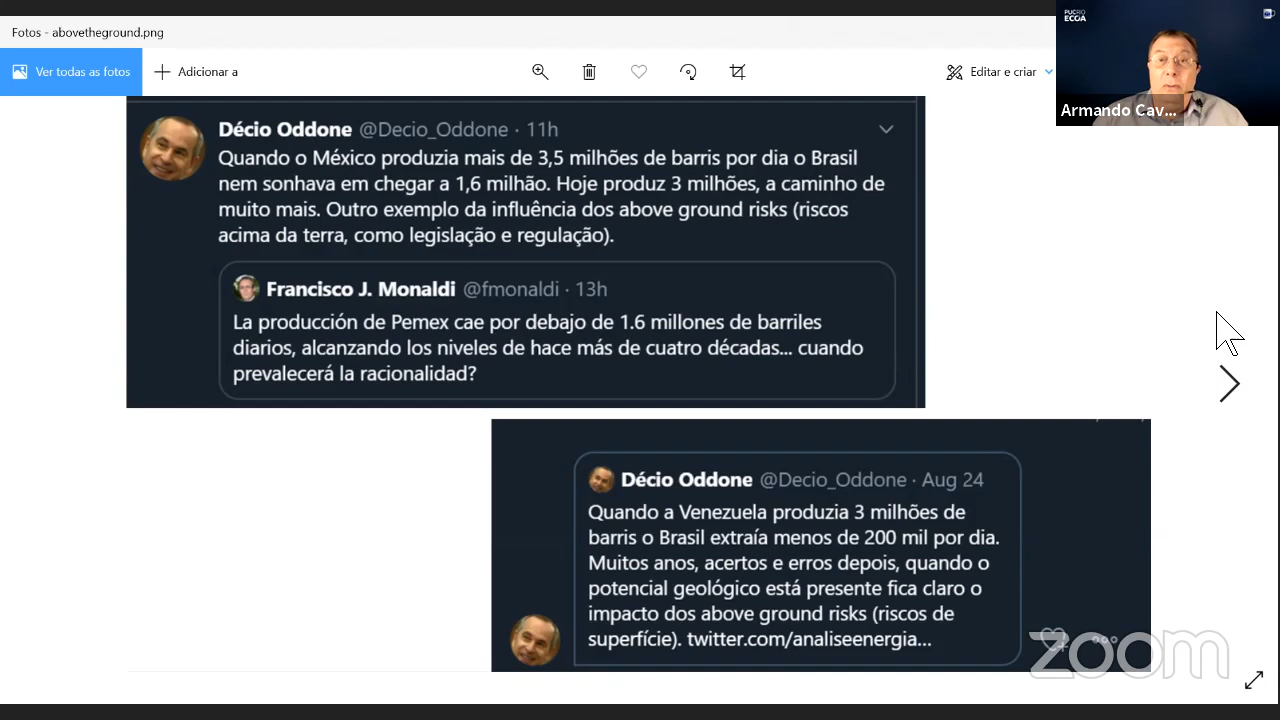 Fotos - abovetheground.png
PUC RIO
ECOA
Ver todas as fotos
Adicionar a
Editar e criar
Armando Cav...
Décio Oddone @Decio_Oddone · 11h
Quando o México produzia mais de 3,5 milhões de barris por dia o Brasil
nem sonhava em chegar a 1,6 milhão. Hoje produz 3 milhões, a caminho de
muito mais. Outro exemplo da influência dos above ground risks (riscos
acima da terra, como legislação e regulação).
Francisco J. Monaldi @fmonaldi · 13h
La producción de Pemex cae por debajo de 1.6 millones de barriles
diarios, alcanzando los niveles de hace más de cuatro décadas... cuando
prevalecerá la racionalidad?
Décio Oddone @Decio_Oddone · Aug 24
Quando a Venezuela produzia 3 milhões de
barris o Brasil extraía menos de 200 mil por dia.
Muitos anos, acertos e erros depois, quando o
potencial geológico está presente fica claro o
impacto dos above ground risks (riscos de
superfície). twitter.com/analiseenergia...
zoom